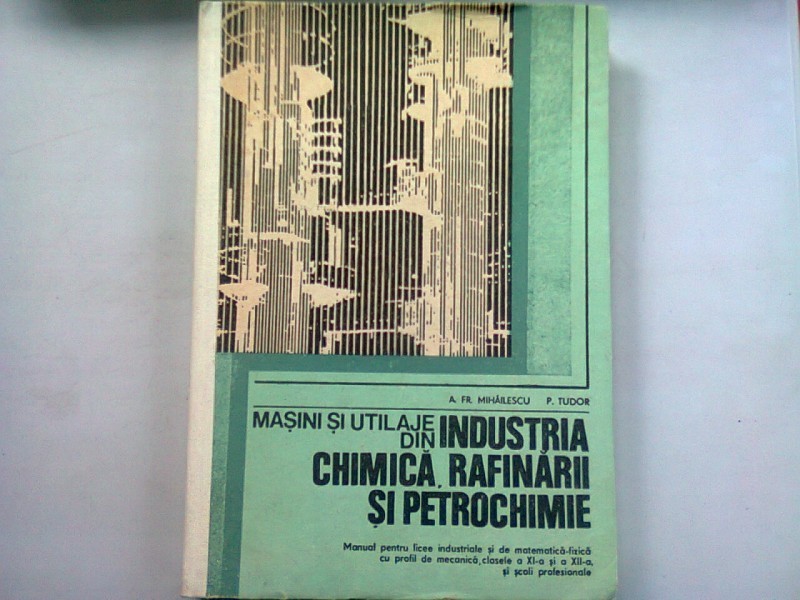 A. FR. MIHĂILESCU P. TUDOR
MAȘINI ȘI UTILAJE
DIN INDUSTRIA
CHIMICĂ, RAFINĂRII
ȘI PETROCHIMIE
Manual pentru licee industriale și de matematică-fizică
cu profil de mecanică, clasele a XI-a și a XII-a,
și școli profesionale